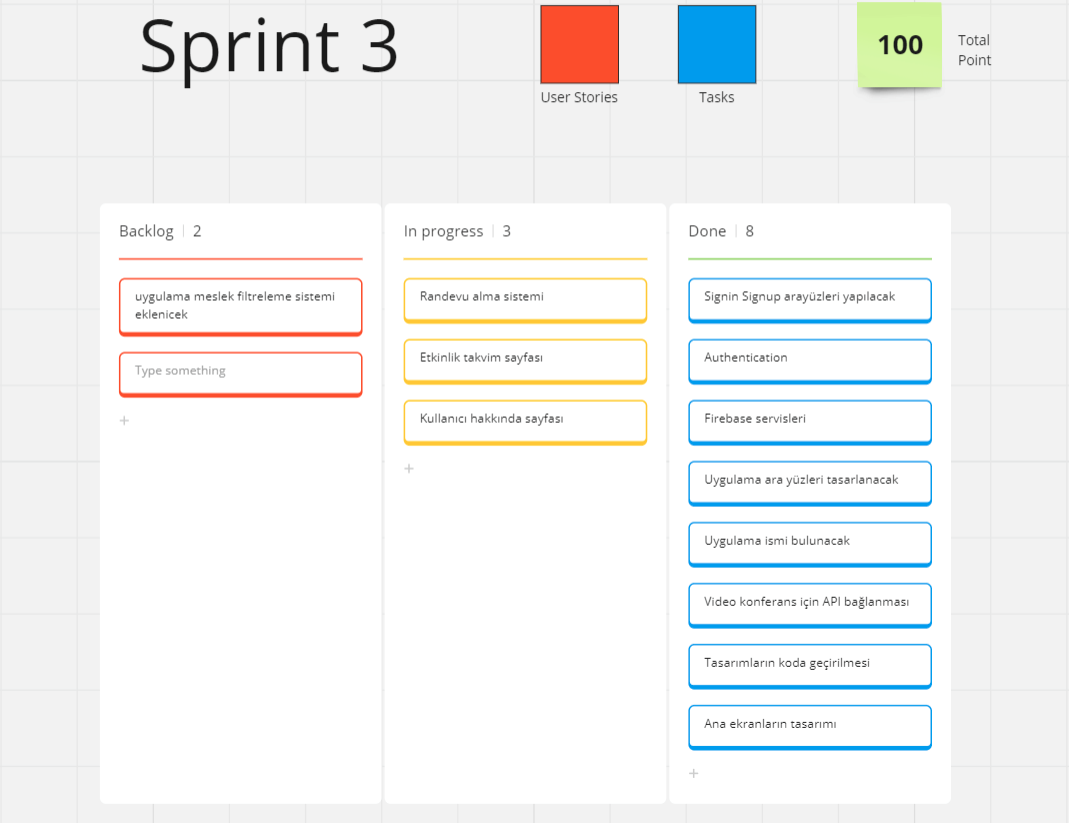 Sprint 3
User Stories
Tasks
100
Total
Point
Backlog 2
uygulama meslek filtreleme sistemi
eklenicek
Type something
+
In progress 3
Randevu alma sistemi
Etkinlik takvim sayfası
Kullanıcı hakkında sayfası
+
Done 8
Signin Signup arayüzleri yapılacak
Authentication
Firebase servisleri
Uygulama ara yüzleri tasarlanacak
Uygulama ismi bulunacak
Video konferans için API bağlanması
Tasarımların koda geçirilmesi
Ana ekranların tasarımı
+